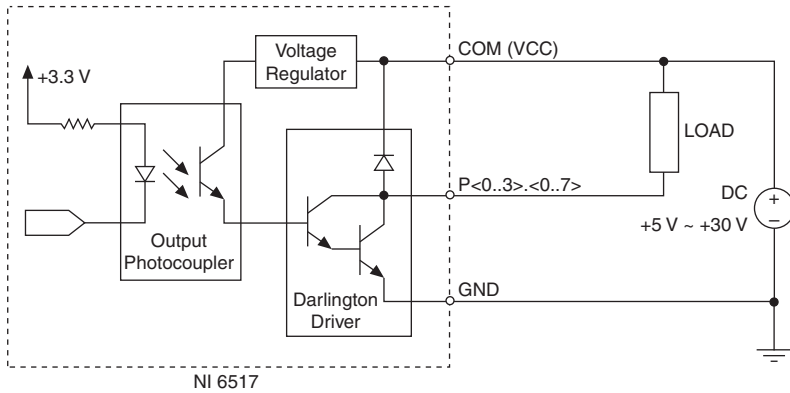 Voltage
Regulator
COM (VCC)
+3.3 V
LOAD
P<0..3>.<0..7>
DC
+
–
+5 V ~ +30 V
Output
Photocoupler
GND
Darlington
Driver
NI 6517